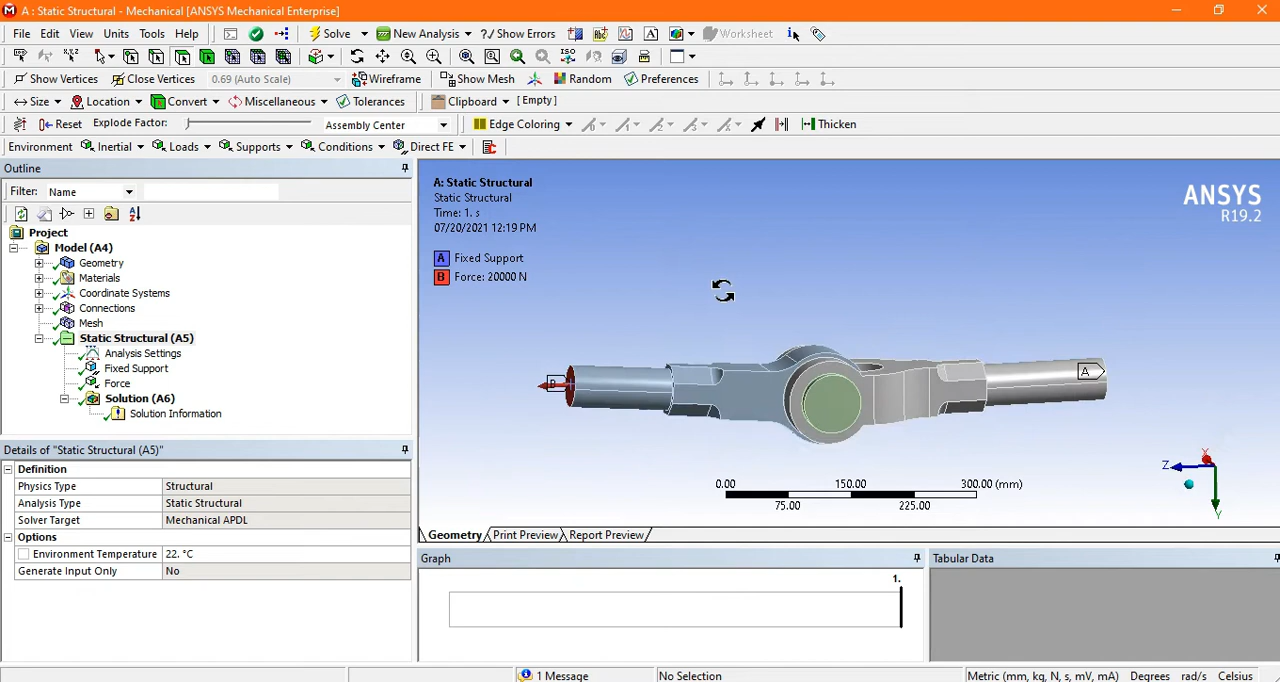 A : Static Structural - Mechanical [ANSYS Mechanical Enterprise]
File Edit View Units Tools Help Solve New Analysis ?/ Show Errors Worksheet
Show Vertices Close Vertices 0.69 (Auto Scale) Wireframe Show Mesh Random Preferences
Size Location Convert Miscellaneous Tolerances Clipboard [ Empty ]
Reset Explode Factor: Assembly Center Edge Coloring Thicken
Environment Inertial Loads Supports Conditions Direct FE
Outline
Filter: Name
Project
Model (A4)
Geometry
Materials
Coordinate Systems
Connections
Mesh
Static Structural (A5)
Analysis Settings
Fixed Support
Force
Solution (A6)
Solution Information
Details of "Static Structural (A5)"
Definition
Physics Type Structural
Analysis Type Static Structural
Solver Target Mechanical APDL
Options
Environment Temperature 22. °C
Generate Input Only No
A: Static Structural
Static Structural
Time: 1. s
07/20/2021 12:19 PM
A Fixed Support
B Force: 20000 N
ANSYS
R19.2
B
A
0.00 150.00 300.00 (mm)
75.00 225.00
Z X
Y
Geometry Print Preview Report Preview
Graph
1.
Tabular Data
1 Message No Selection Metric (mm, kg, N, s, mV, mA) Degrees rad/s Celsius